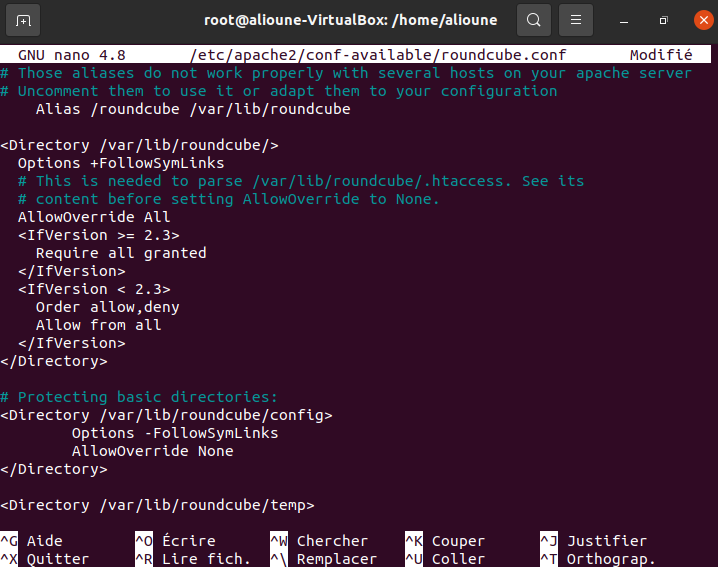 root@alioune-VirtualBox: /home/alioune
GNU nano 4.8 /etc/apache2/conf-available/roundcube.conf Modifié
# Those aliases do not work properly with several hosts on your apache server
# Uncomment them to use it or adapt them to your configuration
    Alias /roundcube /var/lib/roundcube

<Directory /var/lib/roundcube/>
  Options +FollowSymLinks
  # This is needed to parse /var/lib/roundcube/.htaccess. See its
  # content before setting AllowOverride to None.
  AllowOverride All
  <IfVersion >= 2.3>
    Require all granted
  </IfVersion>
  <IfVersion < 2.3>
    Order allow,deny
    Allow from all
  </IfVersion>
</Directory>

# Protecting basic directories:
<Directory /var/lib/roundcube/config>
        Options -FollowSymLinks
        AllowOverride None
</Directory>

<Directory /var/lib/roundcube/temp>

^G Aide ^O Écrire ^W Chercher ^K Couper ^J Justifier
^X Quitter ^R Lire fich. ^\ Remplacer ^U Coller ^T Orthograp.